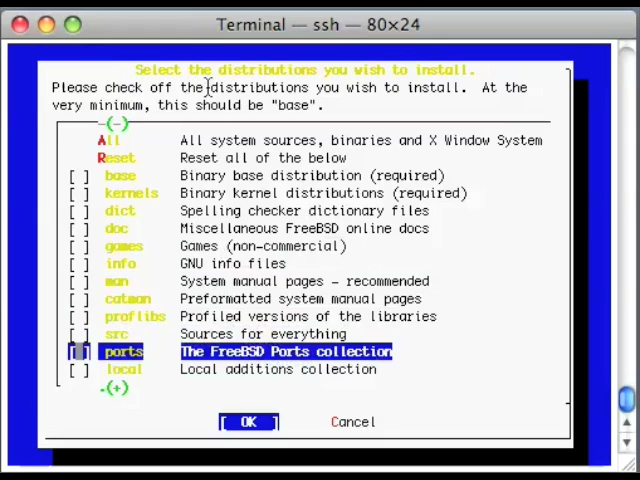 Terminal — ssh — 80×24
Select the distributions you wish to install.
Please check off the distributions you wish to install.  At the
very minimum, this should be "base".
-(-)
All All system sources, binaries and X Window System
Reset Reset all of the below
[ ] base Binary base distribution (required)
[ ] kernels Binary kernel distributions (required)
[ ] dict Spelling checker dictionary files
[ ] doc Miscellaneous FreeBSD online docs
[ ] games Games (non-commercial)
[ ] info GNU info files
[ ] man System manual pages - recommended
[ ] catman Preformatted system manual pages
[ ] proflibs Profiled versions of the libraries
[ ] src Sources for everything
[ ] ports The FreeBSD Ports collection
[ ] local Local additions collection
.(+)
[ OK ] Cancel